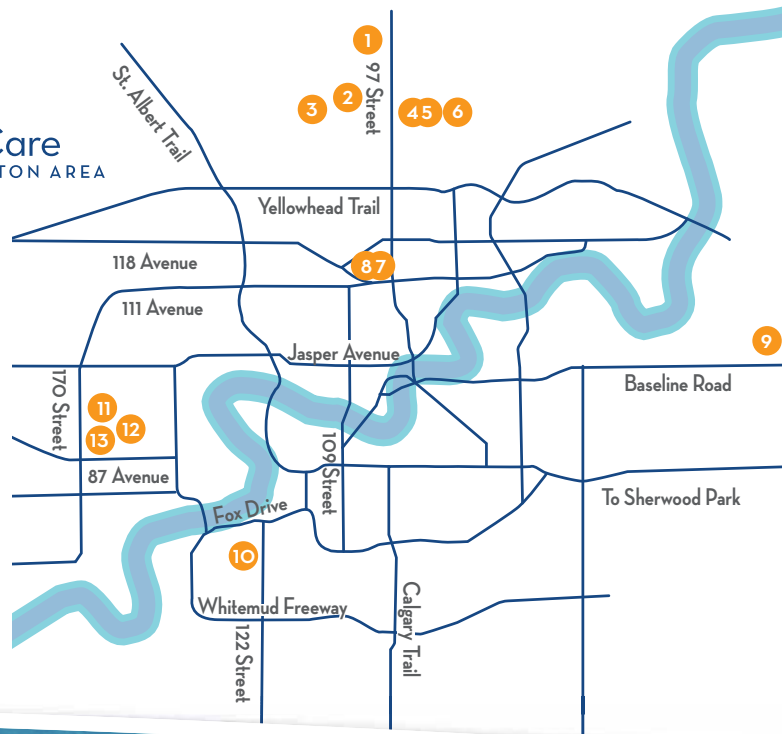 1
97 Street
St. Albert Trail
2
3
4
5
6
Care
TON AREA
Yellowhead Trail
118 Avenue
8
7
111 Avenue
Jasper Avenue
9
Baseline Road
170 Street
11
12
13
109 Street
87 Avenue
To Sherwood Park
Fox Drive
10
Whitemud Freeway
Calgary Trail
122 Street